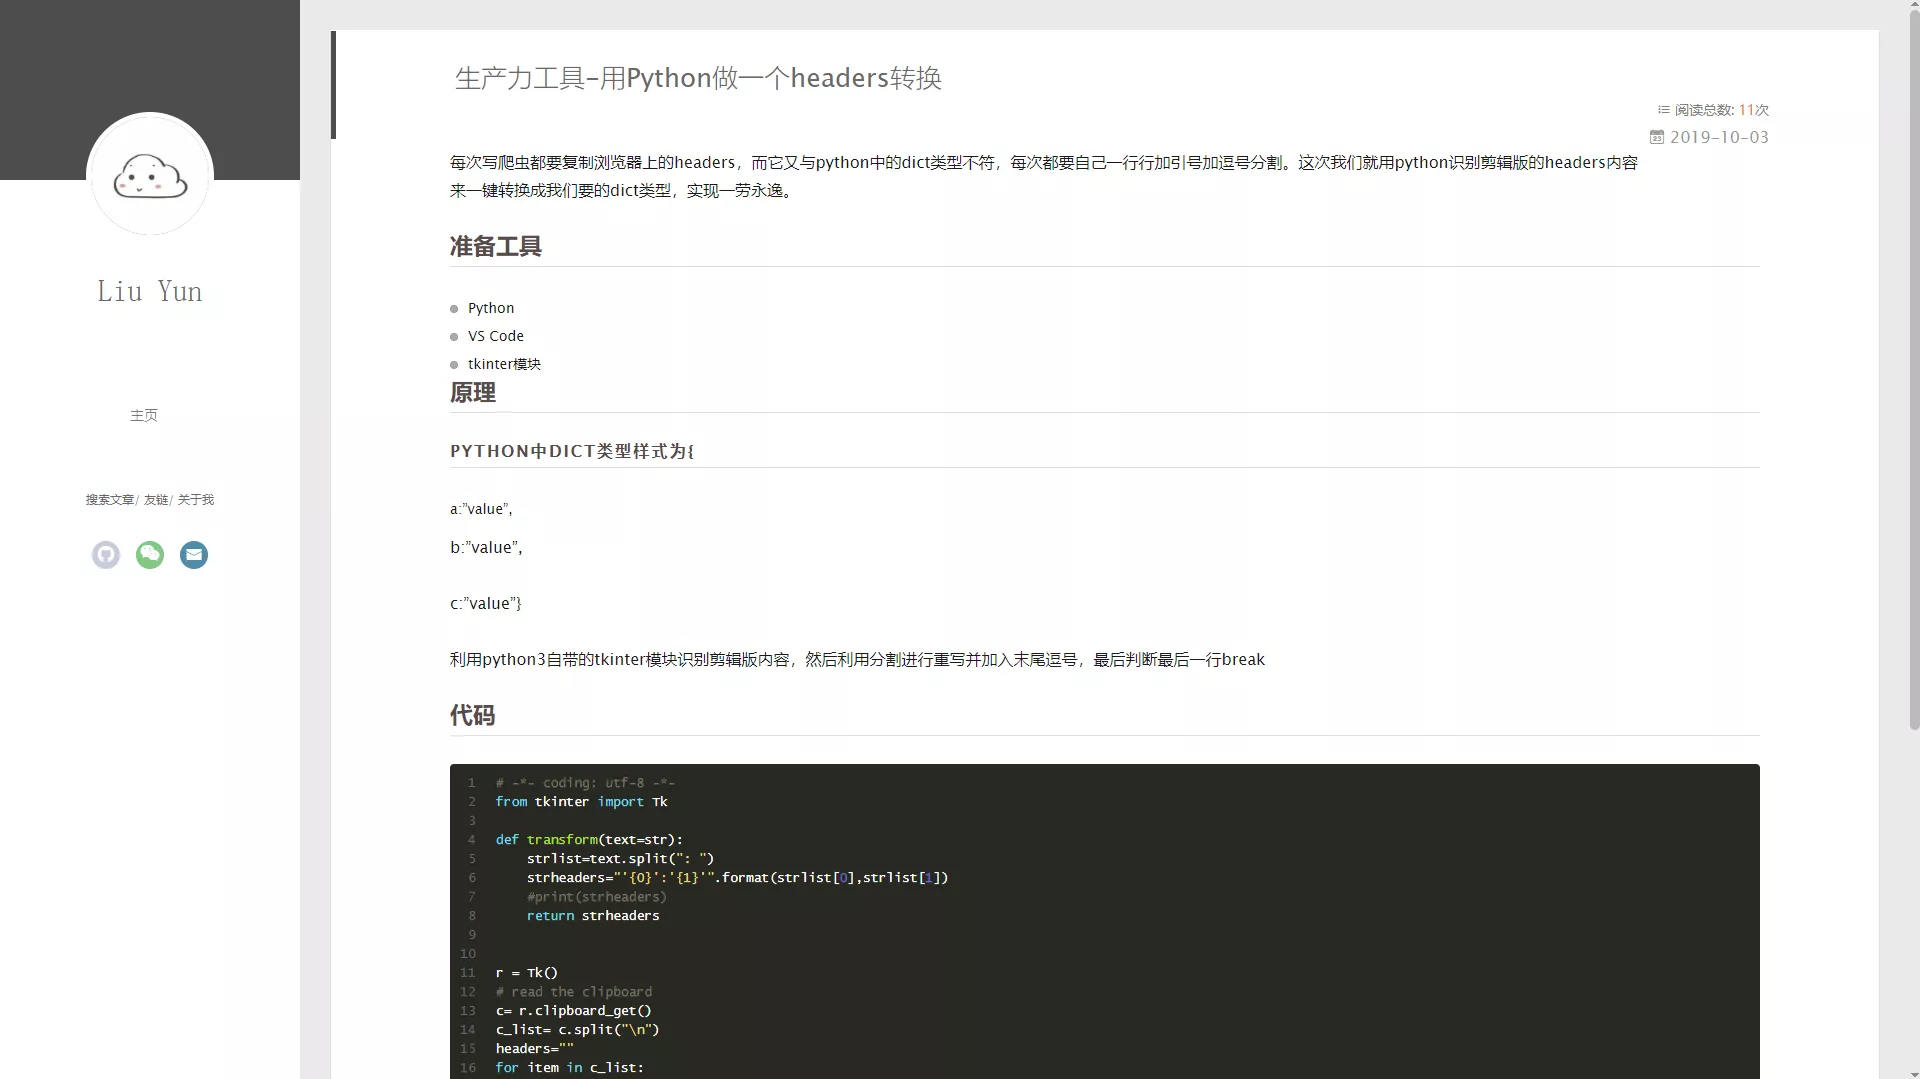 Liu Yun
主页
搜索文章/ 友链/ 关于我
生产力工具-用Python做一个headers转换
阅读总数: 11次
2019-10-03
每次写爬虫都要复制浏览器上的headers，而它又与python中的dict类型不符，每次都要自己一行行加引号加逗号分割。这次我们就用python识别剪辑版的headers内容
来一键转换成我们要的dict类型，实现一劳永逸。
准备工具
Python
VS Code
tkinter模块
原理
PYTHON中DICT类型样式为{
a:”value”,
b:”value”,
c:”value”}
利用python3自带的tkinter模块识别剪辑版内容，然后利用分割进行重写并加入末尾逗号，最后判断最后一行break
代码
1 # -*- coding: utf-8 -*-
2 from tkinter import Tk
3
4 def transform(text=str):
5     strlist=text.split(": ")
6     strheaders="'{0}':'{1}'".format(strlist[0],strlist[1])
7     #print(strheaders)
8     return strheaders
9
10
11 r = Tk()
12 # read the clipboard
13 c= r.clipboard_get()
14 c_list= c.split("\n")
15 headers=""
16 for item in c_list: